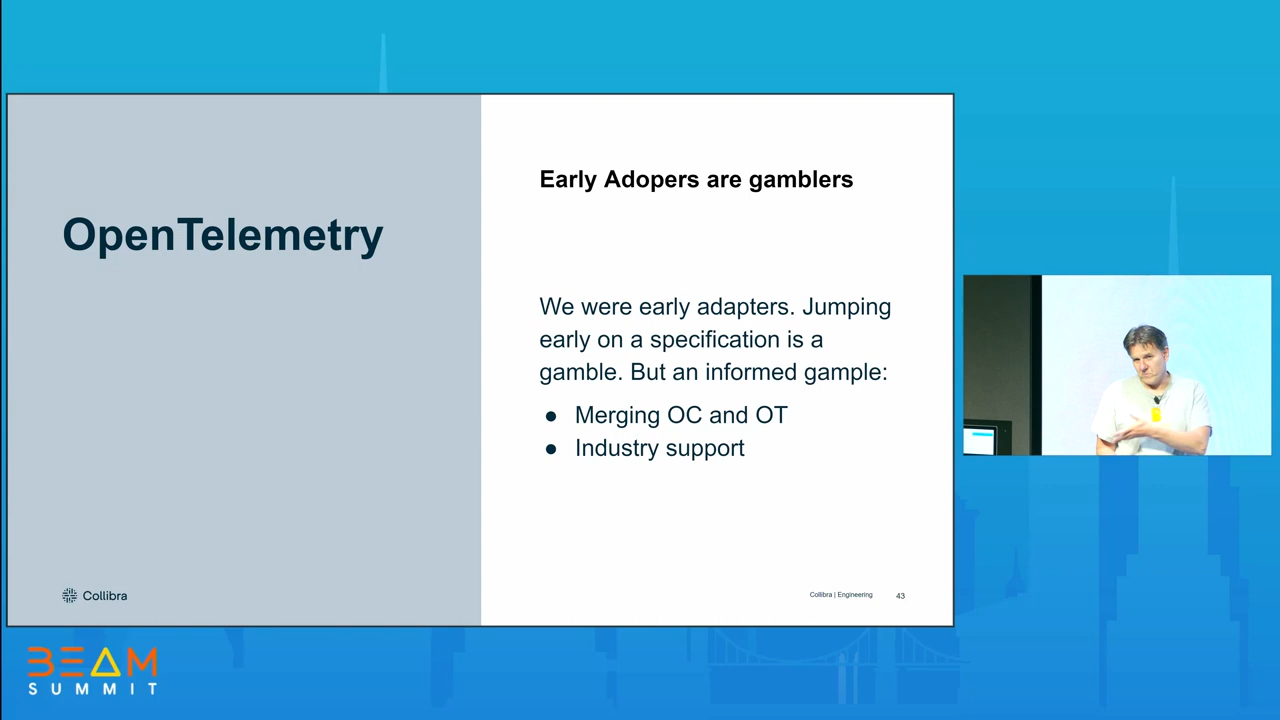 OpenTelemetry
Early Adopers are gamblers
We were early adapters. Jumping
early on a specification is a
gamble. But an informed gample:
● Merging OC and OT
● Industry support
Collibra
Collibra | Engineering 43
BEAM
SUMMIT